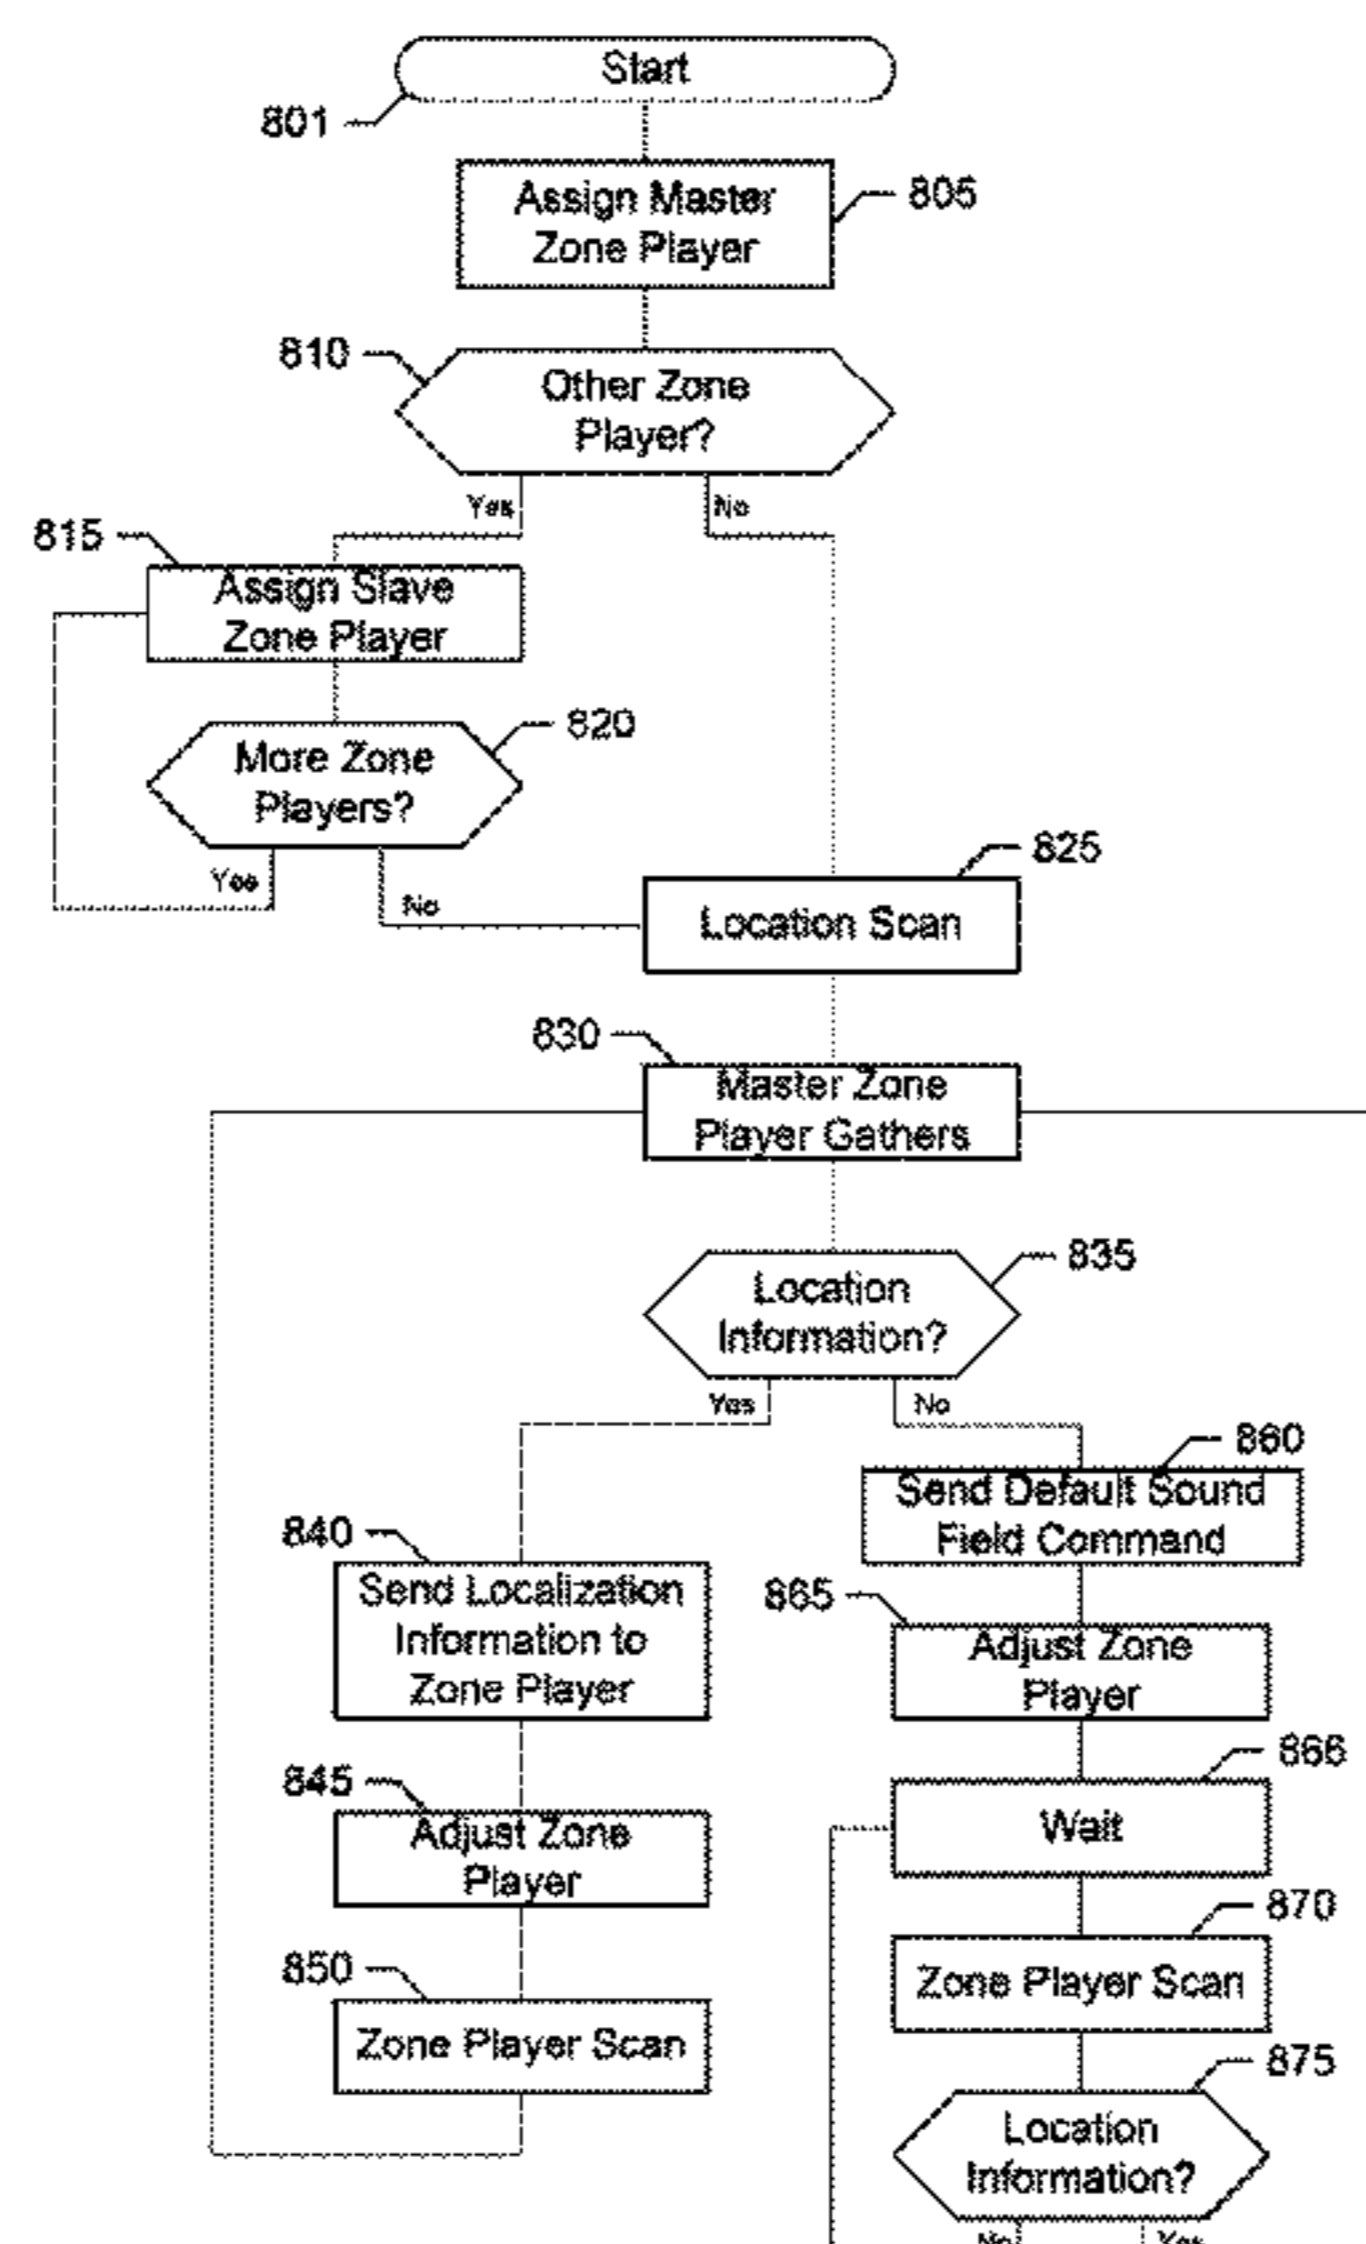 Start
801
Assign Master
Zone Player
805
810
Other Zone
Player?
Yes
No
815
Assign Slave
Zone Player
820
More Zone
Players?
Yes
No
825
Location Scan
830
Master Zone
Player Gathers
835
Location
Information?
Yes
No
860
Send Default Sound
Field Command
840
Send Localization
Information to
Zone Player
865
Adjust Zone
Player
866
Wait
845
Adjust Zone
Player
870
Zone Player Scan
850
Zone Player Scan
875
Location
Information?
No
Yes